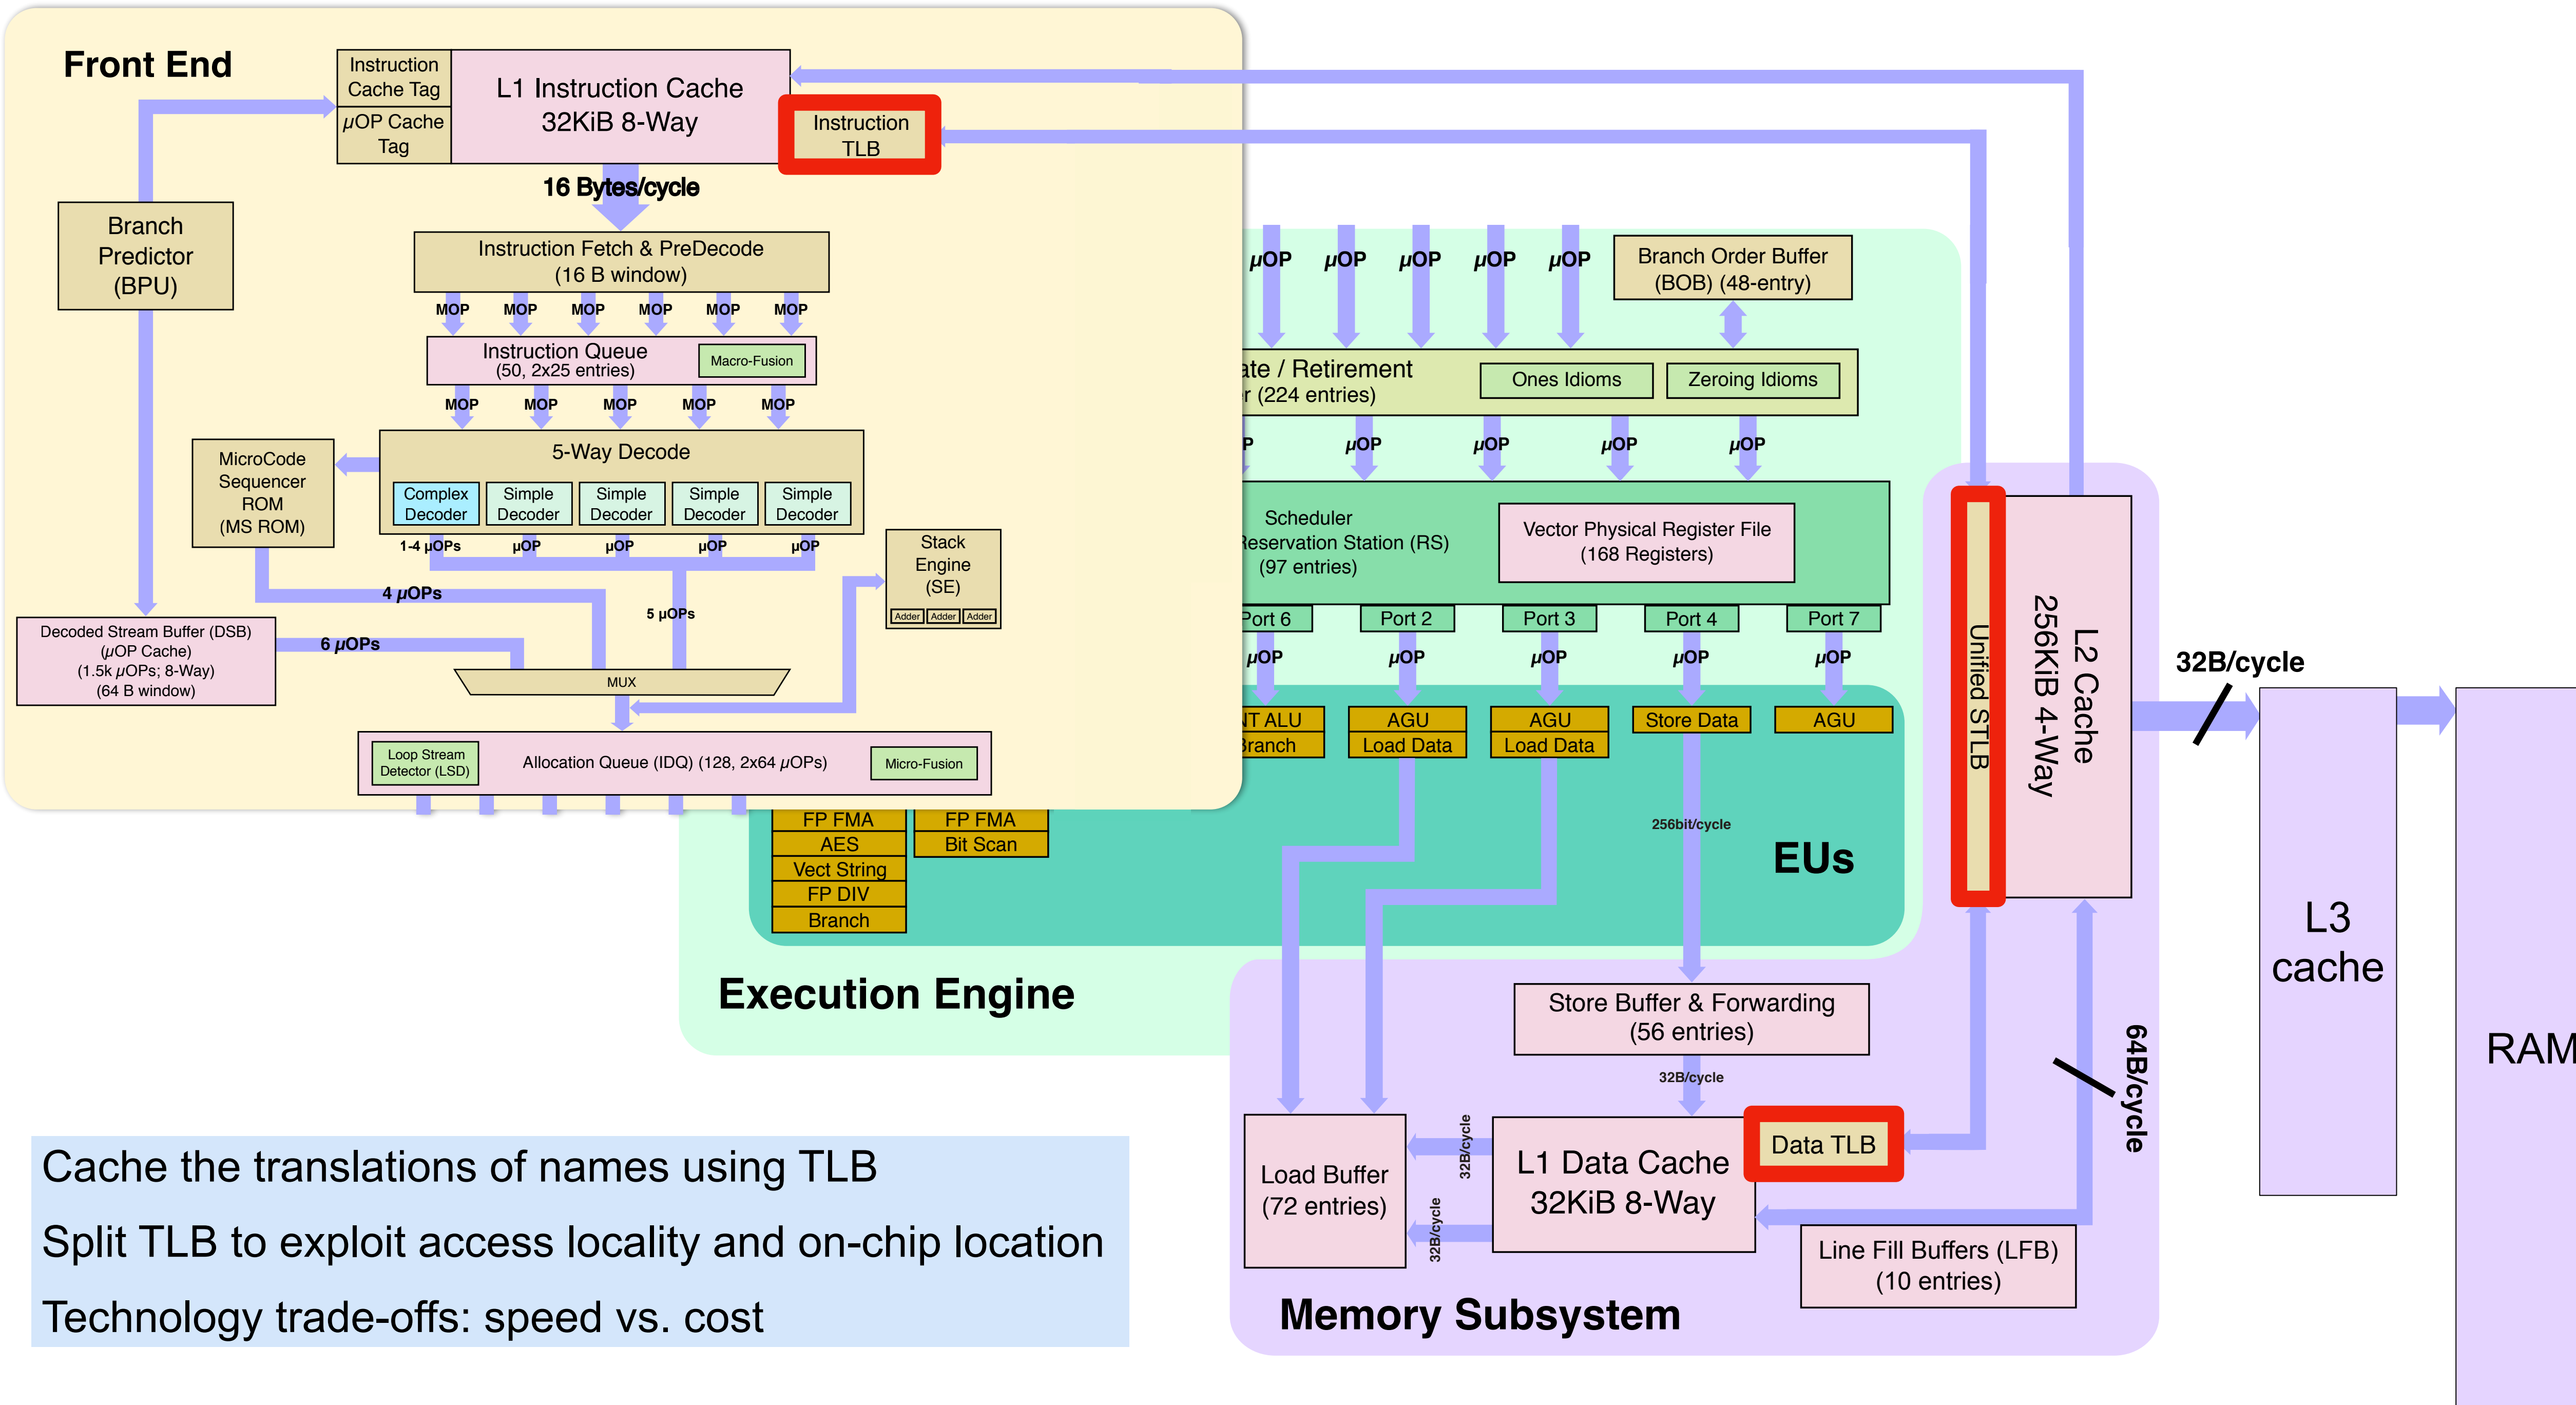 Front End
Instruction
Cache Tag
µOP Cache
Tag
L1 Instruction Cache
32KiB 8-Way
Instruction
TLB
16 Bytes/cycle
Branch
Predictor
(BPU)
Instruction Fetch & PreDecode
(16 B window)
MOP MOP MOP MOP MOP MOP
Instruction Queue
(50, 2x25 entries)
Macro-Fusion
MOP MOP MOP MOP MOP
MicroCode
Sequencer
ROM
(MS ROM)
5-Way Decode
Complex
Decoder
Simple
Decoder
Simple
Decoder
Simple
Decoder
Simple
Decoder
1-4 µOPs µOP µOP µOP µOP
Stack
Engine
(SE)
Adder Adder Adder
4 µOPs
5 µOPs
Decoded Stream Buffer (DSB)
(µOP Cache)
(1.5k µOPs; 8-Way)
(64 B window)
6 µOPs
MUX
Loop Stream
Detector (LSD)
Allocation Queue (IDQ) (128, 2x64 µOPs)
Micro-Fusion
µOP µOP µOP µOP µOP
Branch Order Buffer
(BOB) (48-entry)
ate / Retirement
r (224 entries)
Ones Idioms
Zeroing Idioms
P µOP µOP µOP µOP
Scheduler
Reservation Station (RS)
(97 entries)
Vector Physical Register File
(168 Registers)
Port 6 Port 2 Port 3 Port 4 Port 7
µOP µOP µOP µOP µOP
NT ALU
Branch
AGU
Load Data
AGU
Load Data
Store Data
AGU
FP FMA
AES
Vect String
FP DIV
Branch
FP FMA
Bit Scan
256bit/cycle
EUs
Execution Engine
Unified STLB
L2 Cache
256KiB 4-Way
32B/cycle
L3
cache
RAM
64B/cycle
Store Buffer & Forwarding
(56 entries)
32B/cycle
Load Buffer
(72 entries)
32B/cycle
32B/cycle
L1 Data Cache
32KiB 8-Way
Data TLB
Line Fill Buffers (LFB)
(10 entries)
Memory Subsystem
Cache the translations of names using TLB
Split TLB to exploit access locality and on-chip location
Technology trade-offs: speed vs. cost